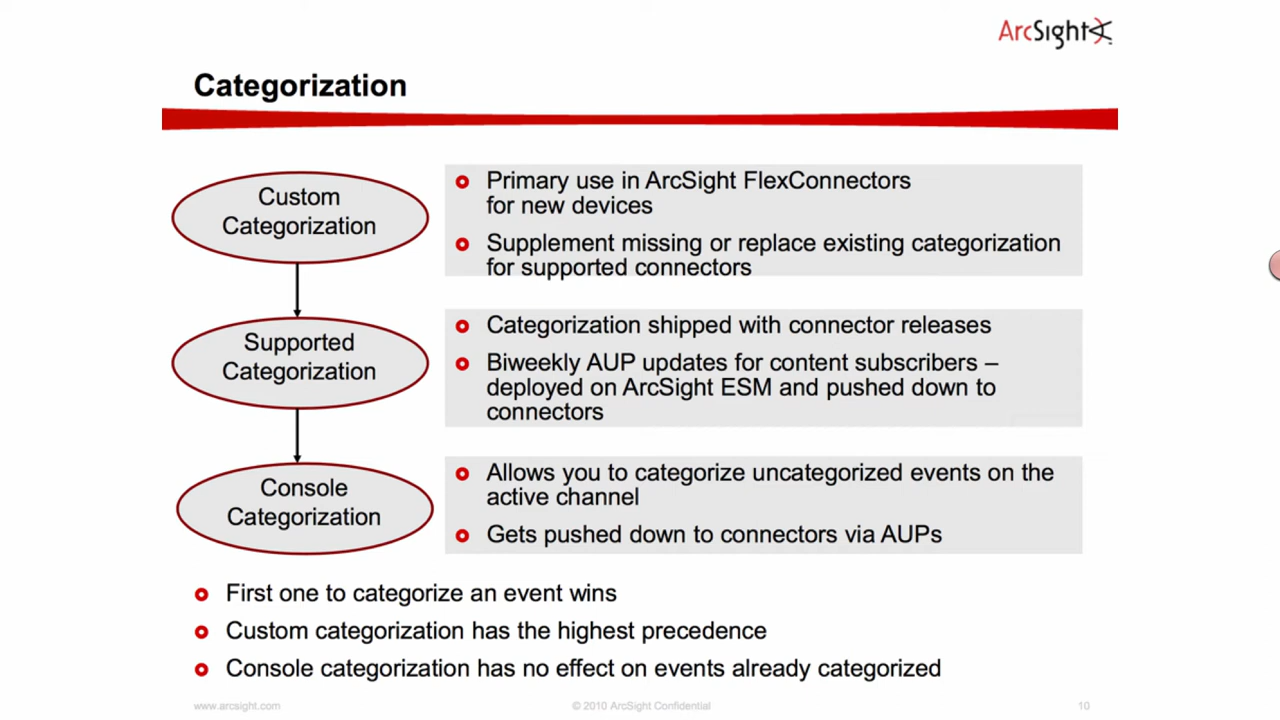 ArcSight
Categorization
Custom
Categorization
Primary use in ArcSight FlexConnectors
for new devices
Supplement missing or replace existing categorization
for supported connectors
Supported
Categorization
Categorization shipped with connector releases
Biweekly AUP updates for content subscribers –
deployed on ArcSight ESM and pushed down to
connectors
Console
Categorization
Allows you to categorize uncategorized events on the
active channel
Gets pushed down to connectors via AUPs
First one to categorize an event wins
Custom categorization has the highest precedence
Console categorization has no effect on events already categorized
www.arcsight.com
© 2010 ArcSight Confidential
10